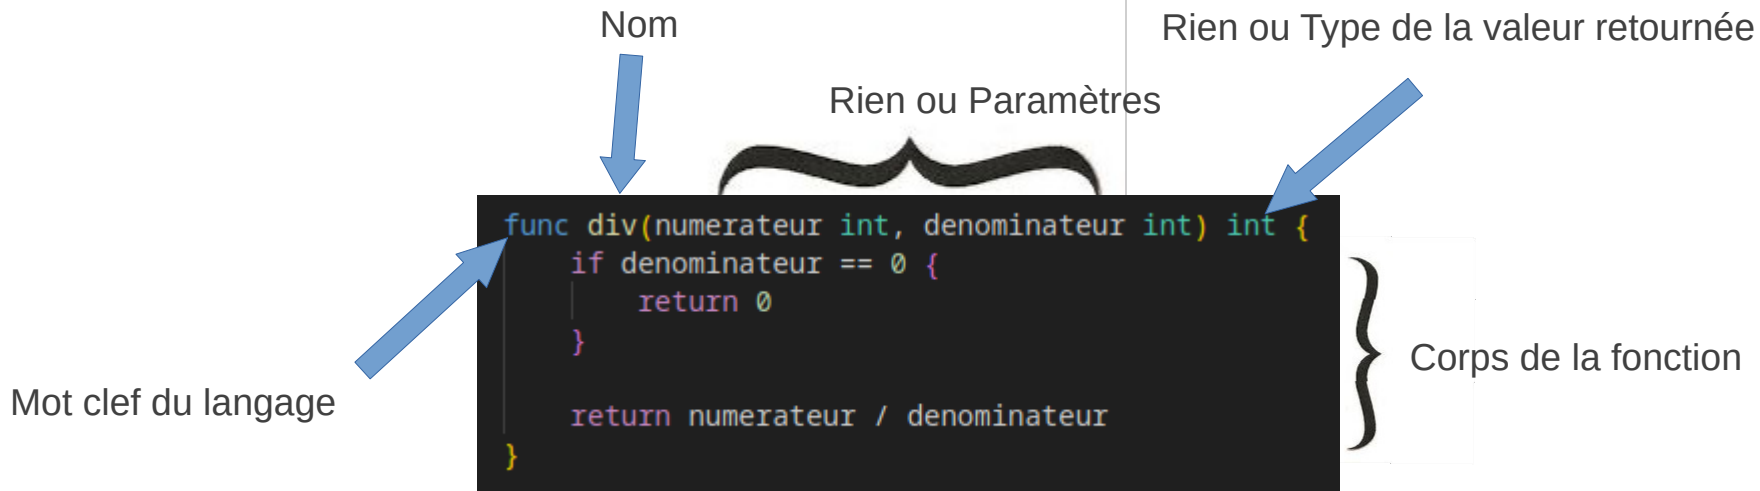 Nom
Rien ou Type de la valeur retournée
Rien ou Paramètres
func div(numerateur int, denominateur int) int {
    if denominateur == 0 {
        return 0
    }
    return numerateur / denominateur
}
Corps de la fonction
Mot clef du langage